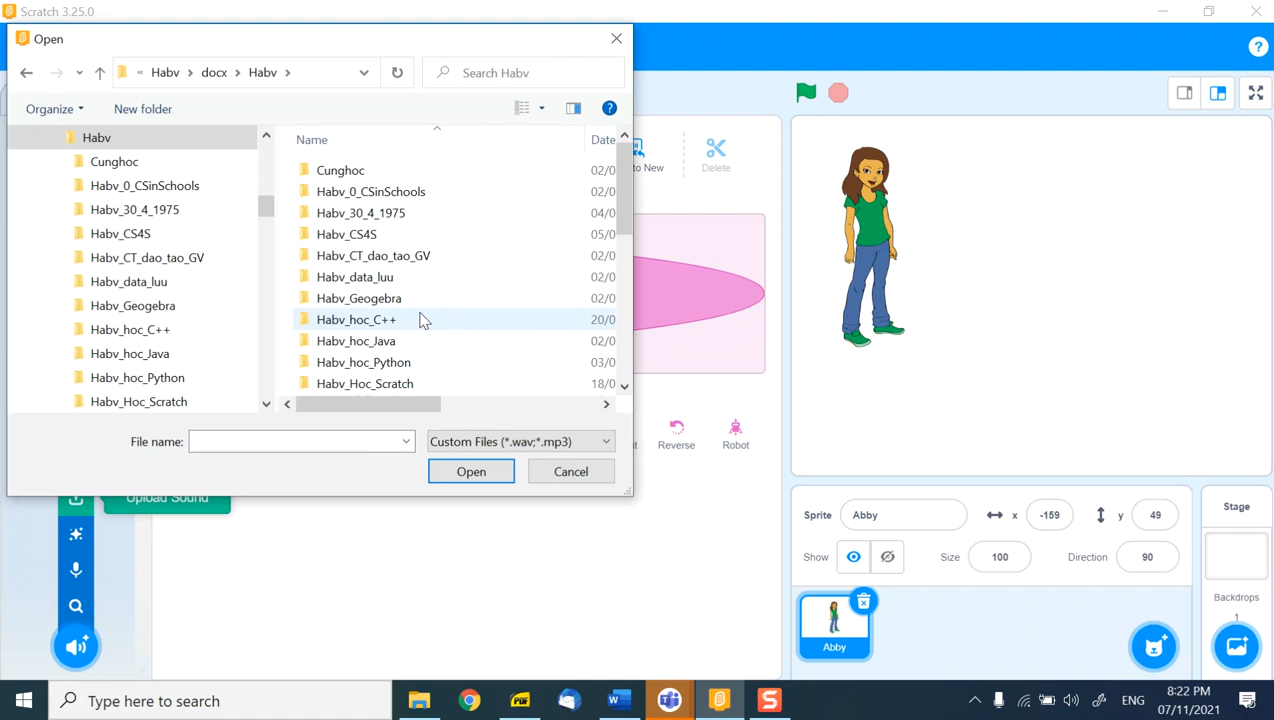 Scratch 3.25.0
Open
« Habv > docx > Habv >
Search Habv
Organize
New folder
Habv
Cunghoc
Habv_0_CSinSchools
Habv_30_4_1975
Habv_CS4S
Habv_CT_dao_tao_GV
Habv_data_luu
Habv_Geogebra
Habv_hoc_C++
Habv_hoc_Java
Habv_hoc_Python
Habv_Hoc_Scratch
Name Date
Cunghoc 02/0
Habv_0_CSinSchools 02/0
Habv_30_4_1975 04/0
Habv_CS4S 05/0
Habv_CT_dao_tao_GV 02/0
Habv_data_luu 02/0
Habv_Geogebra 02/0
Habv_hoc_C++ 20/0
Habv_hoc_Java 02/0
Habv_hoc_Python 03/0
Habv_Hoc_Scratch 18/0
File name:
Custom Files (*.wav;*.mp3)
Open
Cancel
to New
Delete
Reverse
Robot
Upload Sound
Sprite Abby x -159 y 49
Show Size 100 Direction 90
Abby
Stage
Backdrops
1
Type here to search
PDF
ENG
8:22 PM
07/11/2021